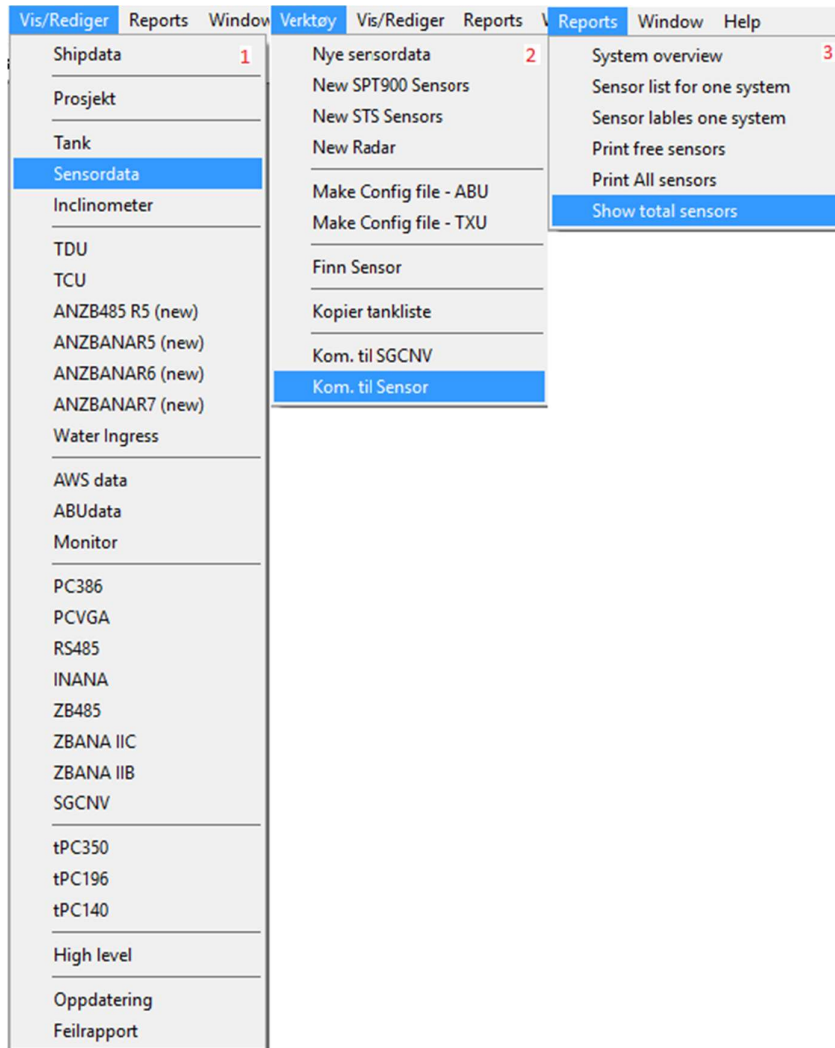 Vis/Rediger Reports Window
Shipdata 1
Prosjekt
Tank
Sensordata
Inclinometer
TDU
TCU
ANZB485 R5 (new)
ANZBANAR5 (new)
ANZBANAR6 (new)
ANZBANAR7 (new)
Water Ingress
AWS data
ABUdata
Monitor
PC386
PCVGA
RS485
INANA
ZB485
ZBANA IIC
ZBANA IIB
SGCNV
tPC350
tPC196
tPC140
High level
Oppdatering
Feilrapport
Verktøy Vis/Rediger Reports
Nye sensordata 2
New SPT900 Sensors
New STS Sensors
New Radar
Make Config file - ABU
Make Config file - TXU
Finn Sensor
Kopier tankliste
Kom. til SGCNV
Kom. til Sensor
Reports Window Help
System overview 3
Sensor list for one system
Sensor lables one system
Print free sensors
Print All sensors
Show total sensors